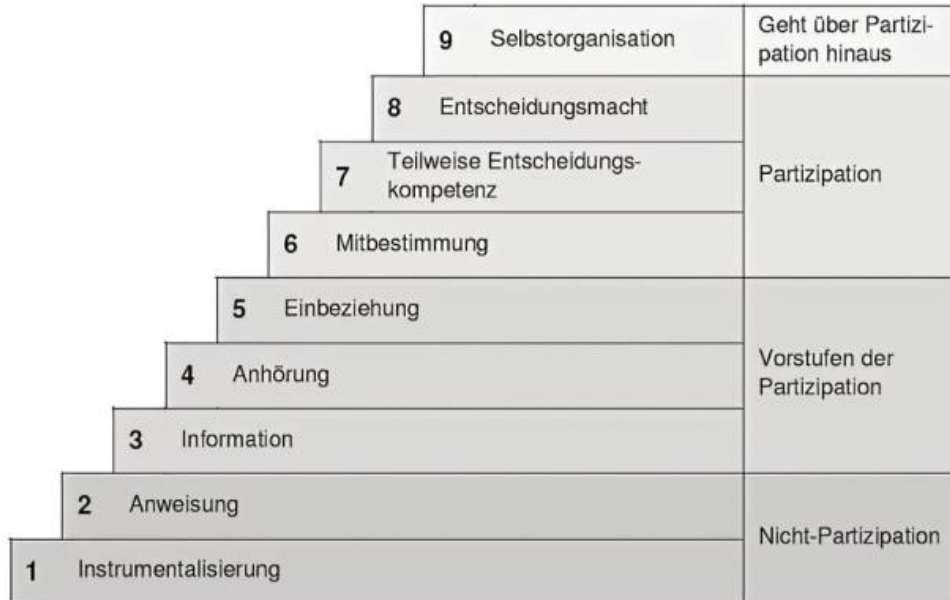 9 Selbstorganisation
Geht über Partizi-
pation hinaus
8 Entscheidungsmacht
7 Teilweise Entscheidungs-
kompetenz
Partizipation
6 Mitbestimmung
5 Einbeziehung
4 Anhörung
Vorstufen der
Partizipation
3 Information
2 Anweisung
Nicht-Partizipation
1 Instrumentalisierung